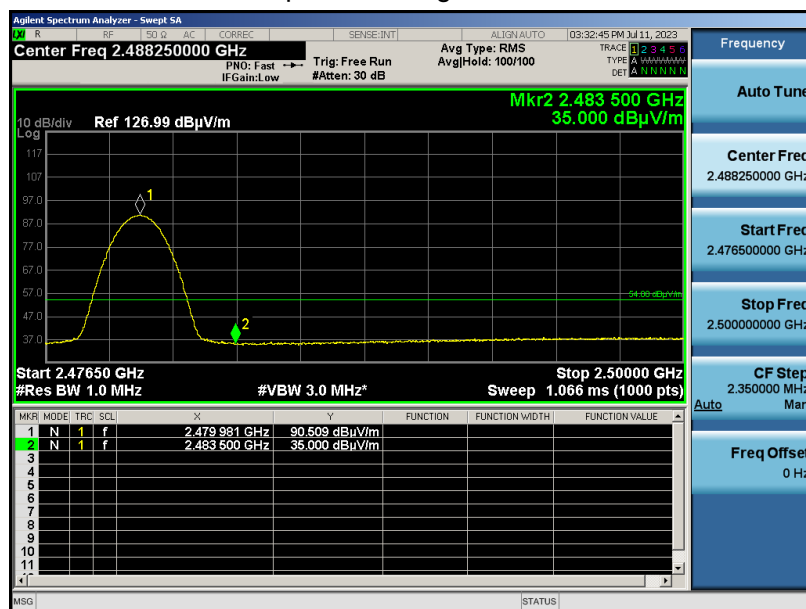 Agilent Spectrum Analyzer - Swept SA
LXI R RF 50 Ω AC CORREC SENSE:INT ALIGNAUTO 03:32:45 PM Jul 11, 2023
Center Freq 2.488250000 GHz
PNO: Fast
IFGain:Low
Trig: Free Run
#Atten: 30 dB
Avg Type: RMS
Avg|Hold: 100/100
TRACE 1 2 3 4 5 6
TYPE A WWWWW
DET A N N N N N
Mkr2 2.483 500 GHz
35.000 dBµV/m
10 dB/div Ref 126.99 dBµV/m
Log
117
107
97.0
87.0
77.0
67.0
57.0
47.0
37.0
1
2
54.00 dBµV/m
Start 2.47650 GHz Stop 2.50000 GHz
#Res BW 1.0 MHz #VBW 3.0 MHz* Sweep 1.066 ms (1000 pts)
MKR MODE TRC SCL X Y FUNCTION FUNCTION WIDTH FUNCTION VALUE
1 N 1 f 2.479 981 GHz 90.509 dBµV/m
2 N 1 f 2.483 500 GHz 35.000 dBµV/m
3
4
5
6
7
8
9
10
11
MSG STATUS
Frequency
Auto Tune
Center Freq
2.488250000 GHz
Start Freq
2.476500000 GHz
Stop Freq
2.500000000 GHz
CF Step
2.350000 MHz
Auto Man
Freq Offset
0 Hz